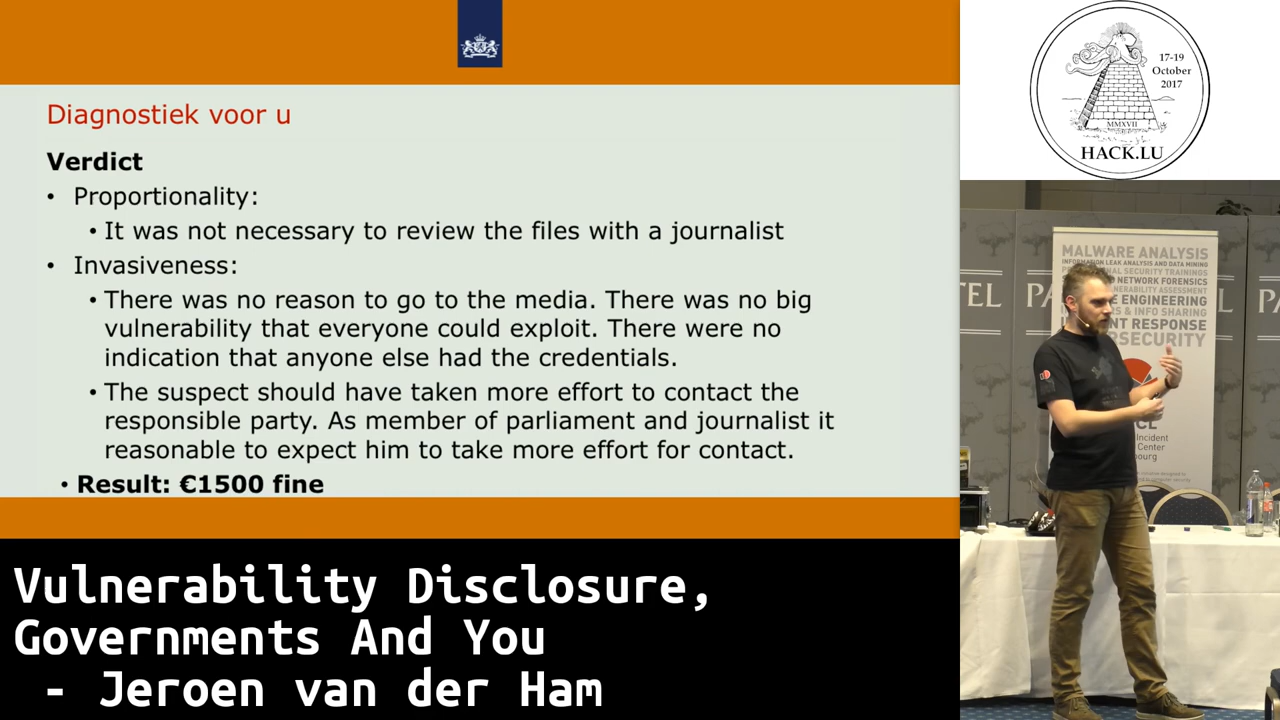 Diagnostiek voor u
Verdict
• Proportionality:
• It was not necessary to review the files with a journalist
• Invasiveness:
• There was no reason to go to the media. There was no big
vulnerability that everyone could exploit. There were no
indication that anyone else had the credentials.
• The suspect should have taken more effort to contact the
responsible party. As member of parliament and journalist it
reasonable to expect him to take more effort for contact.
• Result: €1500 fine
Vulnerability Disclosure,
Governments And You
- Jeroen van der Ham
17-19
October
2017
MMXVII
HACK.LU
MALWARE ANALYSIS
INFORMATION LEAK ANALYSIS AND DATA MINING
SECURITY TRAININGS
NETWORK FORENSICS
ASSESSMENT
ENGINEERING
& INFO SHARING
RESPONSE
Incident
Center